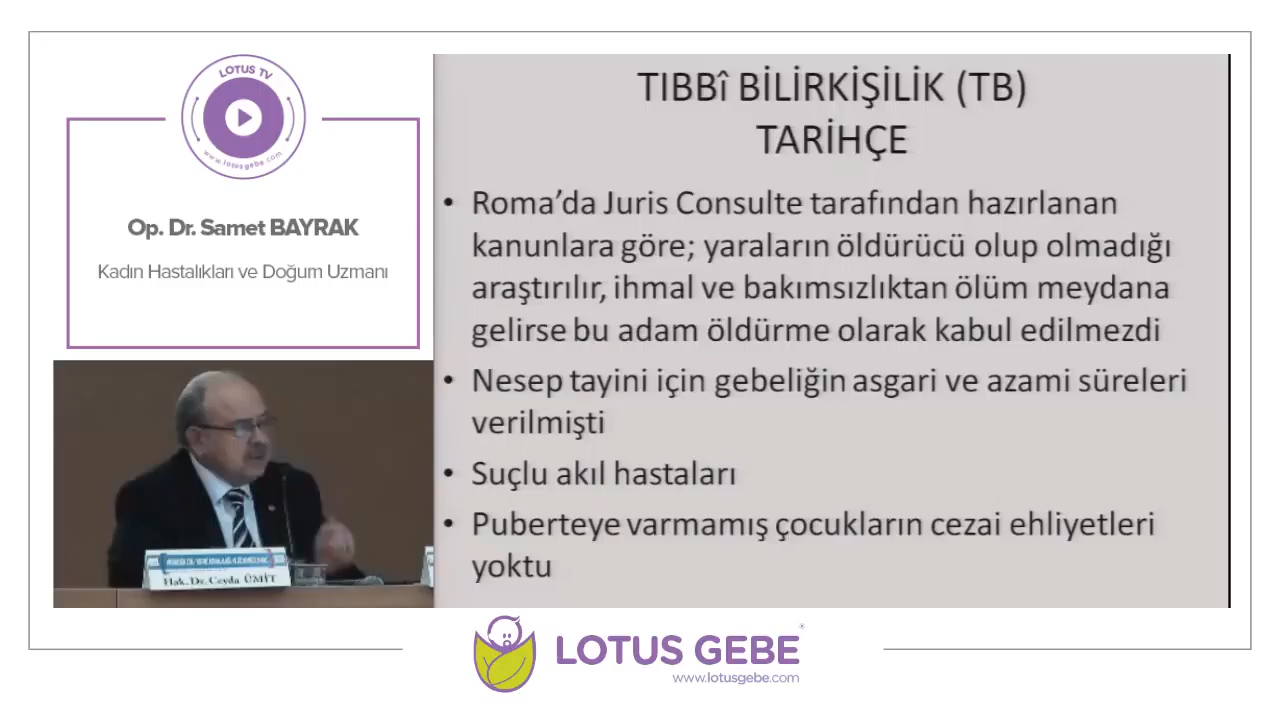 LOTUS TV
www.lotusgebe.com
Op. Dr. Samet BAYRAK
Kadın Hastalıkları ve Doğum Uzmanı
TIBBî BİLİRKİŞİLİK (TB)
TARİHÇE
• Roma’da Juris Consulte tarafından hazırlanan
kanunlara göre; yaraların öldürücü olup olmadığı
araştırılır, ihmal ve bakımsızlıktan ölüm meydana
gelirse bu adam öldürme olarak kabul edilmezdi
• Nesep tayini için gebeliğin asgari ve azami süreleri
verilmişti
• Suçlu akıl hastaları
• Puberteye varmamış çocukların cezai ehliyetleri
yoktu
Hak. Dr. Ceyda ÜMİT
LOTUS GEBE
www.lotusgebe.com